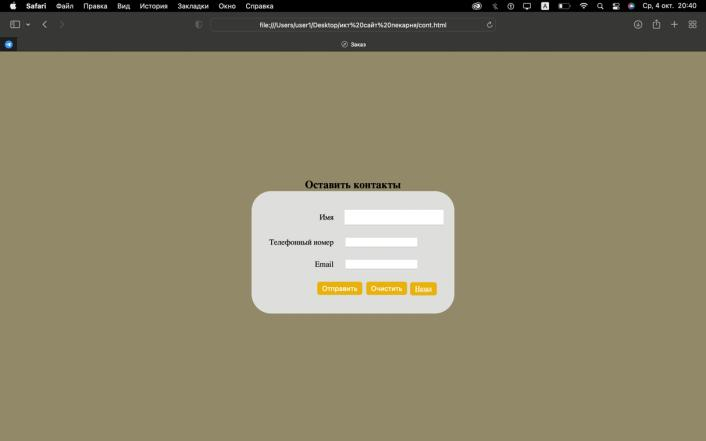 Safari Файл Правка Вид История Закладки Окно Справка A Ср, 4 окт. 20:40
file:///Users/user1/Desktop/икт%20сайт%20пекарня/cont.html
Заказ
Оставить контакты
Имя
Телефонный номер
Email
Отправить Очистить Назад